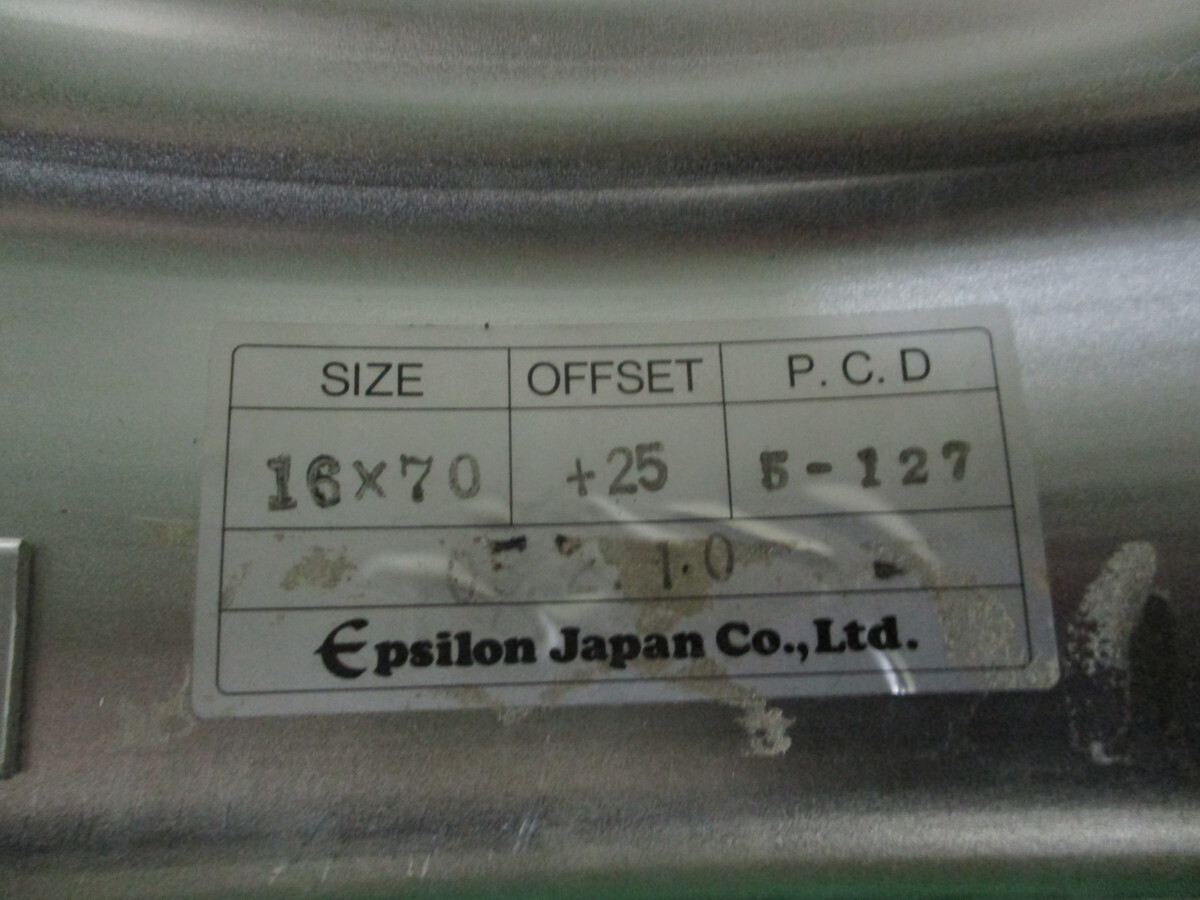 SIZE OFFSET P.C.D
16×70 +25 5-127
Epsilon Japan Co.,Ltd.